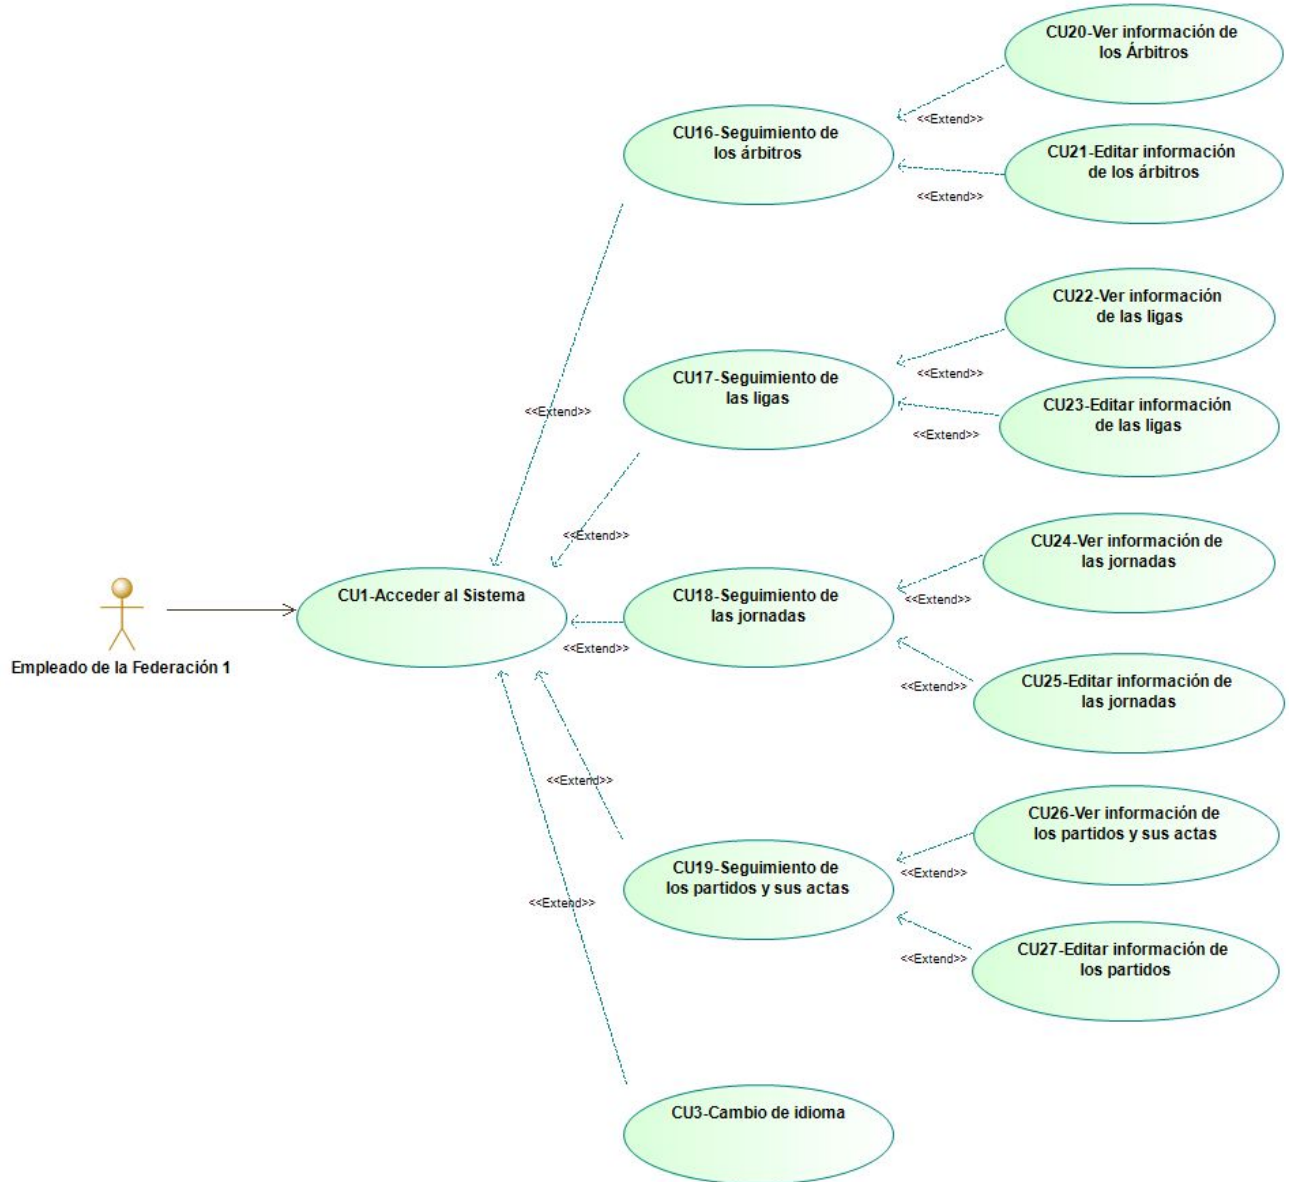 CU20-Ver información de
los Árbitros
<<Extend>>
CU16-Seguimiento de
los árbitros
CU21-Editar información
de los árbitros
<<Extend>>
CU22-Ver información
de las ligas
<<Extend>>
CU17-Seguimiento de
las ligas
CU23-Editar información
de las ligas
<<Extend>>
<<Extend>>
<<Extend>>
CU24-Ver información de
las jornadas
<<Extend>>
CU1-Acceder al Sistema
CU18-Seguimiento de
las jornadas
<<Extend>>
Empleado de la Federación 1
CU25-Editar información de
las jornadas
<<Extend>>
<<Extend>>
CU26-Ver información de
los partidos y sus actas
<<Extend>>
CU19-Seguimiento de
los partidos y sus actas
<<Extend>>
CU27-Editar información de
los partidos
<<Extend>>
CU3-Cambio de idioma